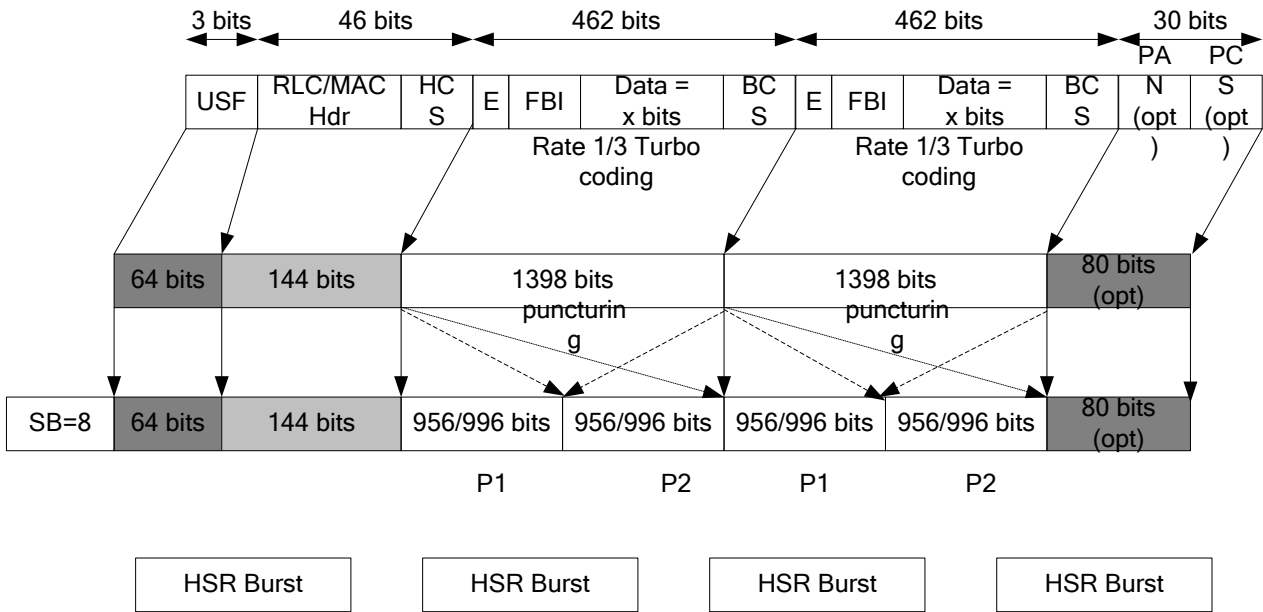 3 bits 46 bits 462 bits 462 bits 30 bits
USF RLC/MAC Hdr HC S E FBI Data = x bits BC S E FBI Data = x bits BC S PA N (opt ) PC S (opt )
Rate 1/3 Turbo coding Rate 1/3 Turbo coding
64 bits 144 bits 1398 bits 1398 bits 80 bits (opt)
puncturin g puncturin g
SB=8 64 bits 144 bits 956/996 bits 956/996 bits 956/996 bits 956/996 bits 80 bits (opt)
P1 P2 P1 P2
HSR Burst HSR Burst HSR Burst HSR Burst